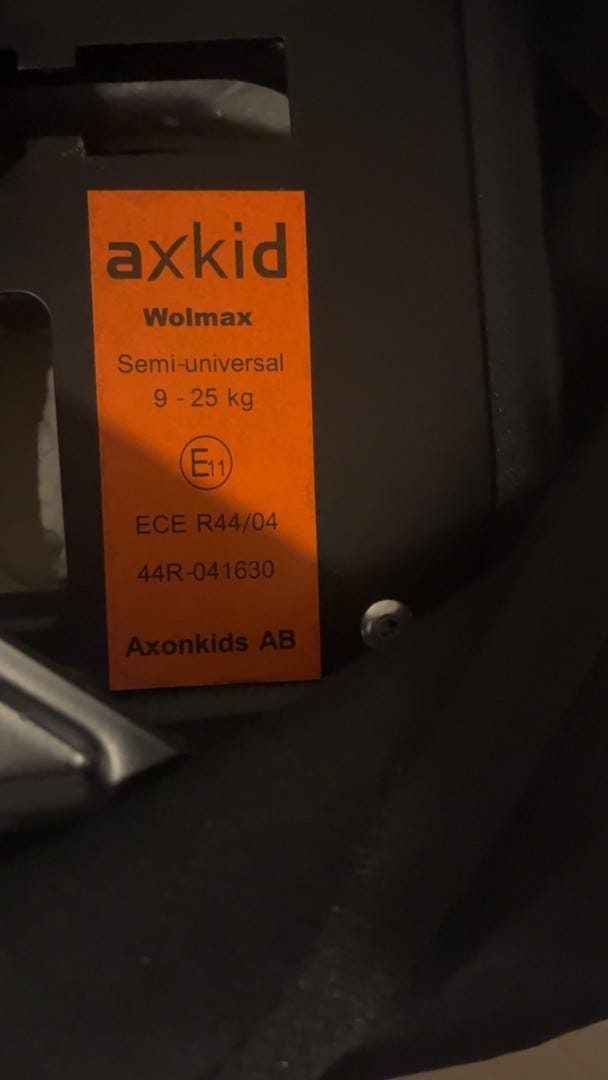 axkid
Wolmax
Semi-universal
9 - 25 kg
E11
ECE R44/04
44R-041630
Axonkids AB